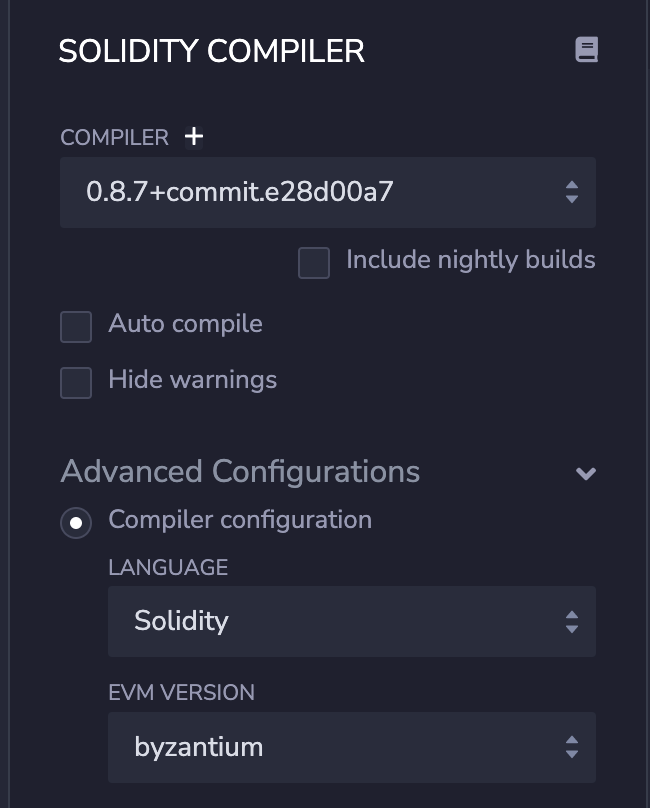 SOLIDITY COMPILER
COMPILER +
0.8.7+commit.e28d00a7
Include nightly builds
Auto compile
Hide warnings
Advanced Configurations
Compiler configuration
LANGUAGE
Solidity
EVM VERSION
byzantium